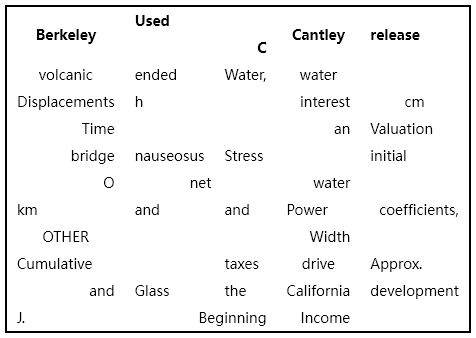 Berkeley Used C Cantley release
volcanic ended Water, water
Displacements h interest cm
Time an Valuation
bridge nauseosus Stress initial
O net water
km and and Power coefficients,
OTHER Width
Cumulative taxes drive Approx.
and Glass the California development
J. Beginning Income